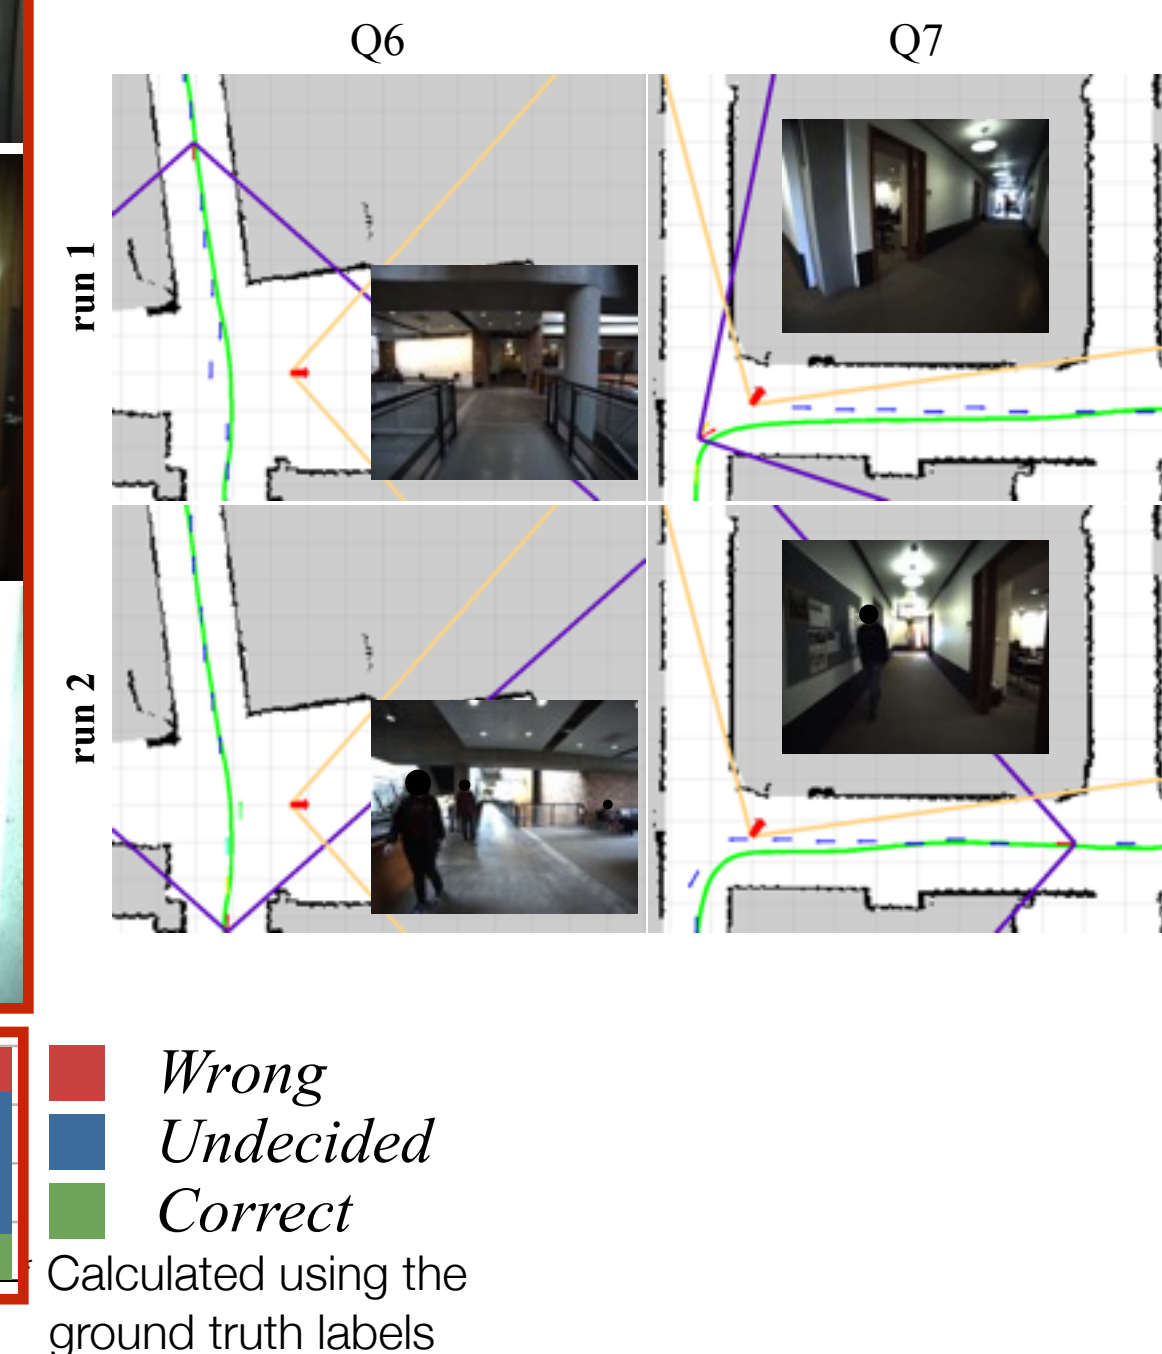 Q6
Q7
run 1
run 2
Wrong
Undecided
Correct
* Calculated using the
ground truth labels